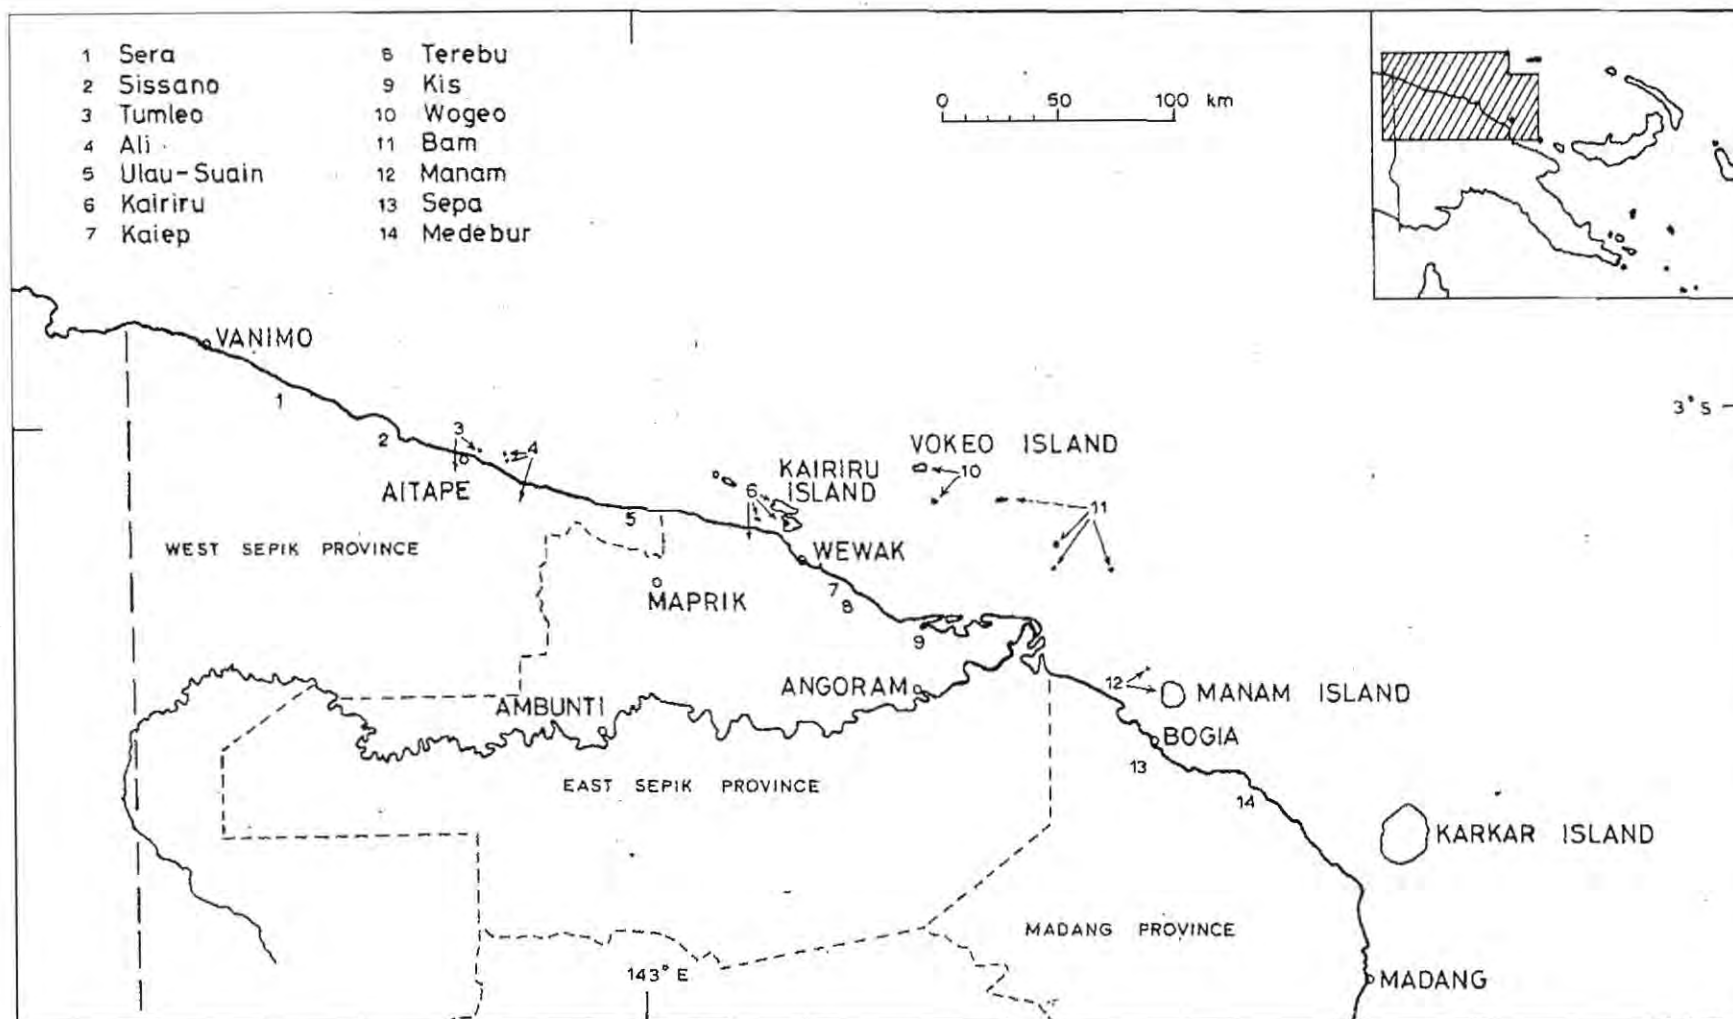 1 Sera
2 Sissano
3 Tumleo
4 Ali
5 Ulau-Suain
6 Kairiru
7 Kaiep
8 Terebu
9 Kis
10 Wogeo
11 Bam
12 Manam
13 Sepa
14 Medebur
0 50 100 km
VANIMO
1
3° S
2
3
4
AITAPE
VOKEO ISLAND
10
KAIRIRU
ISLAND
6
11
5
WEST SEPIK PROVINCE
WEWAK
MAPRIK
7
8
9
ANGORAM
12
MANAM ISLAND
AMBUNTI
BOGIA
13
EAST SEPIK PROVINCE
14
KARKAR ISLAND
MADANG PROVINCE
143° E
MADANG